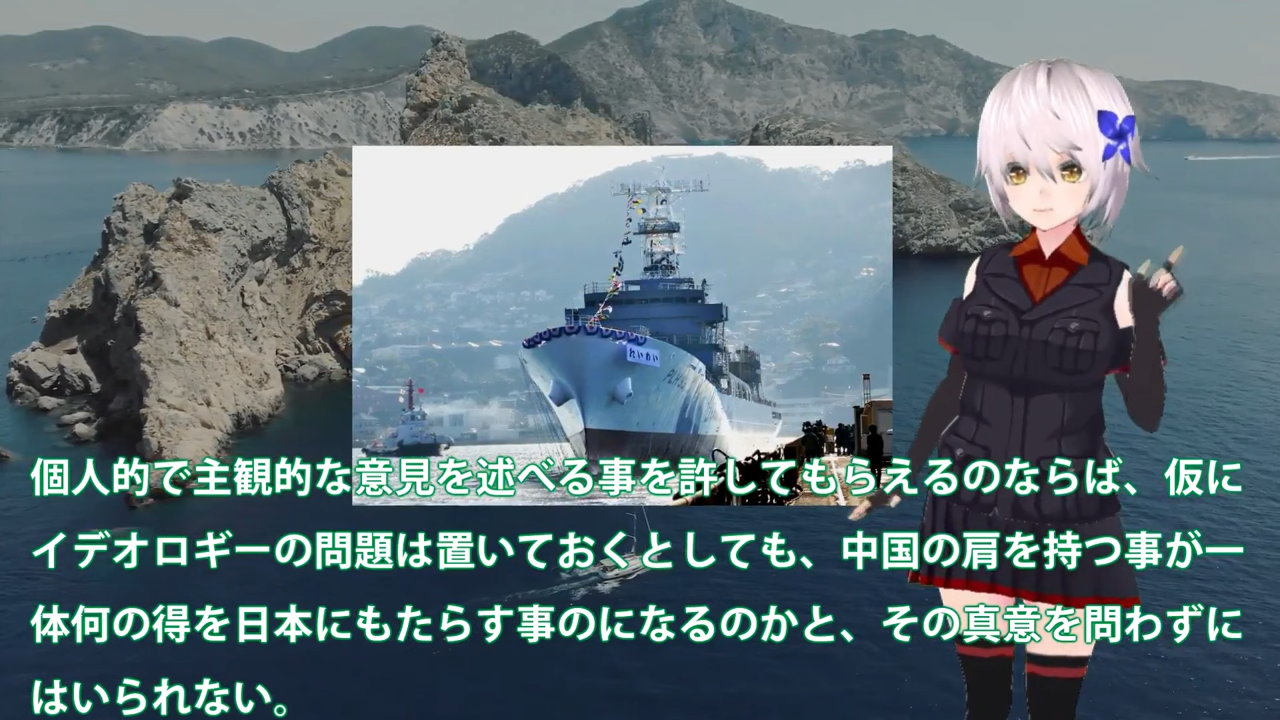 個人的で主観的な意見を述べる事を許してもらえるのならば、仮に
イデオロギーの問題は置いておくとしても、中国の肩を持つ事が一
体何の得を日本にもたらす事のになるのかと、その真意を問わずに
はいられない。